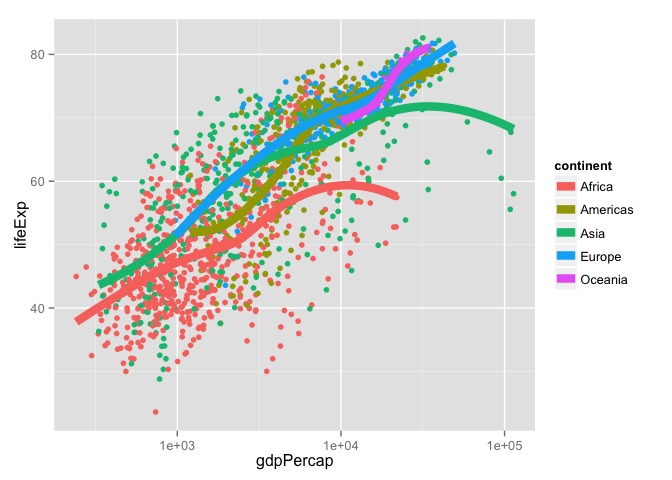 80
60
40
lifeExp
1e+03
1e+04
1e+05
gdpPercap
continent
Africa
Americas
Asia
Europe
Oceania